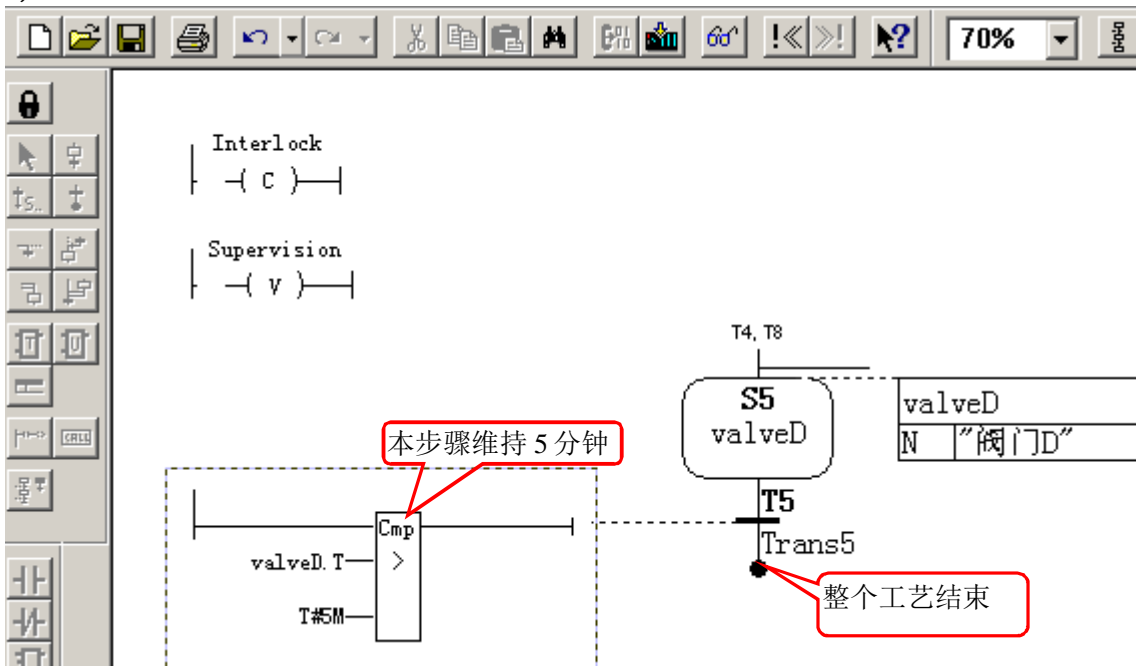 70%
Interlock
( C )
Supervision
( V )
T4, T8
S5
valveD
valveD
N "阀门D"
本步骤维持 5 分钟
T5
Trans5
Cmp
valveD.T
>
T#5M
整个工艺结束
CALL